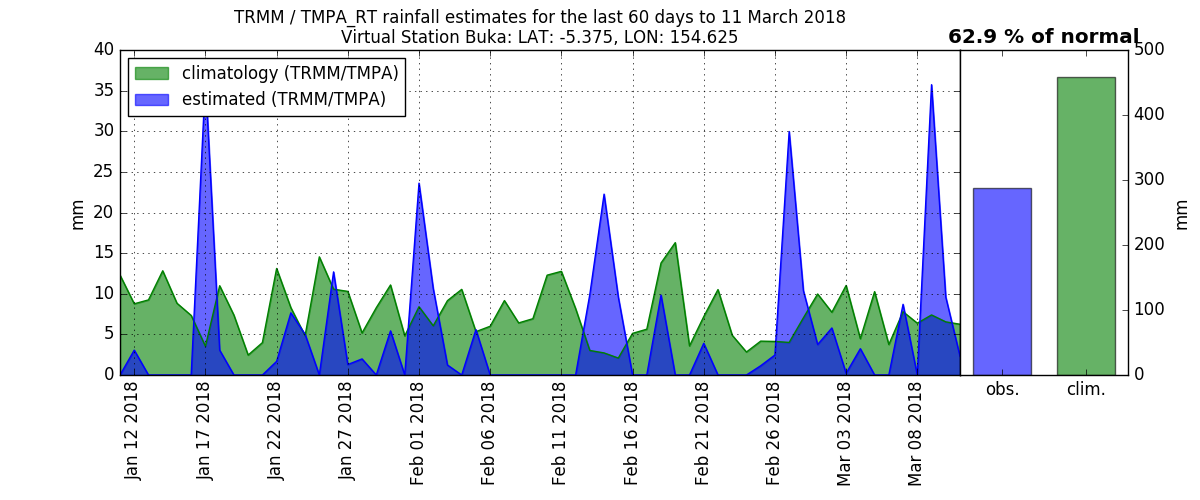 TRMM / TMPA_RT rainfall estimates for the last 60 days to 11 March 2018
Virtual Station Buka: LAT: -5.375, LON: 154.625
62.9 % of normal
climatology (TRMM/TMPA)
estimated (TRMM/TMPA)
mm
40
35
30
25
20
15
10
5
0
Jan 12 2018
Jan 17 2018
Jan 22 2018
Jan 27 2018
Feb 01 2018
Feb 06 2018
Feb 11 2018
Feb 16 2018
Feb 21 2018
Feb 26 2018
Mar 03 2018
Mar 08 2018
obs.
clim.
500
400
300
200
100
0
mm